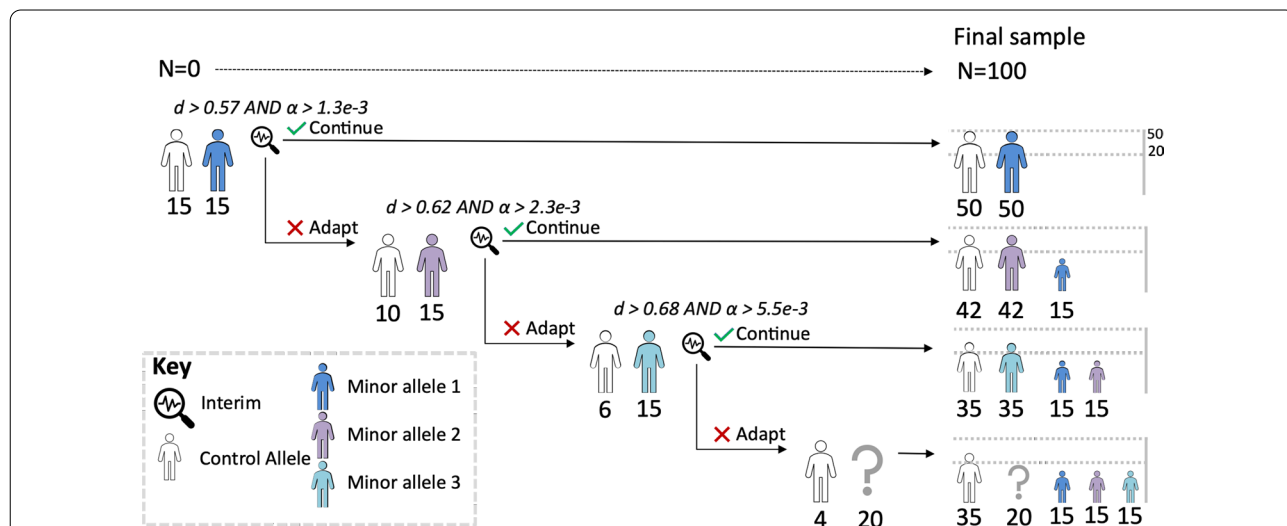 Final sample
N=0
N=100
d > 0.57 AND α > 1.3e-3
Continue
50
20
15 15
50 50
Adapt
d > 0.62 AND α > 2.3e-3
Continue
10 15
42 42 15
Adapt
d > 0.68 AND α > 5.5e-3
Continue
6 15
35 35 15 15
Adapt
?
4 20
?
35 20 15 15 15
Key
Interim
Control Allele
Minor allele 1
Minor allele 2
Minor allele 3